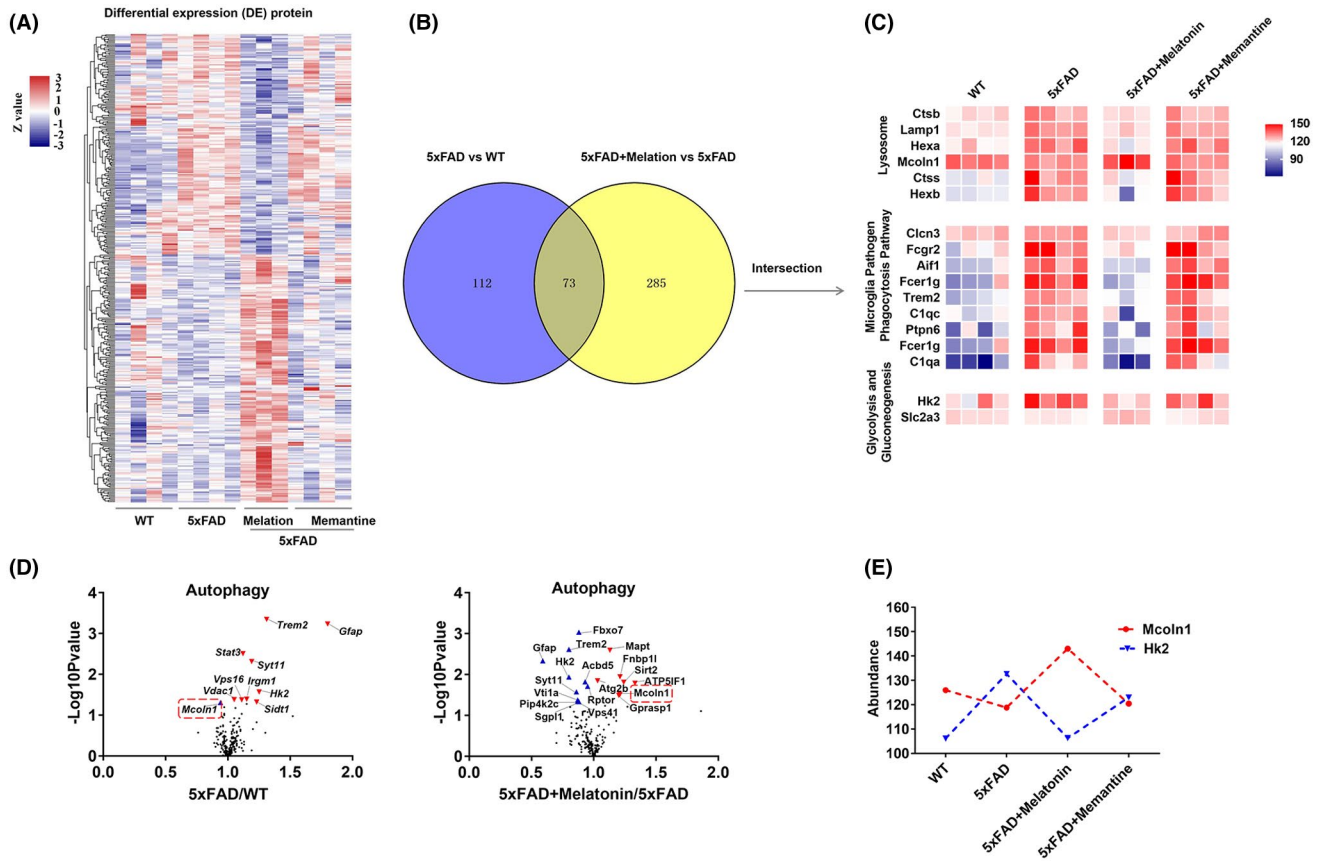 (A)
Differential expression (DE) protein
Z value
3
2
1
0
-1
-2
-3
WT
5xFAD
Melation
Memantine
5xFAD
(B)
5xFAD vs WT
5xFAD+Melation vs 5xFAD
112
73
285
Intersection
(C)
WT
5xFAD
5xFAD+Melatonin
5xFAD+Memantine
Lysosome
Ctsb
Lamp1
Hexa
Mcoln1
Ctss
Hexb
Microglia Pathogen
Phagocytosis Pathway
Clcn3
Fcgr2
Aif1
Fcer1g
Trem2
C1qc
Ptpn6
Fcer1g
C1qa
Glycolysis and
Gluconeogenesis
Hk2
Slc2a3
150
120
90
(D)
Autophagy
-Log10Pvalue
4
3
2
1
0
0.0
0.5
1.0
1.5
2.0
5xFAD/WT
Trem2
Gfap
Stat3
Syt11
Vps16
Irgm1
Vdac1
Hk2
Mcoln1
Sidt1
Autophagy
-Log10Pvalue
4
3
2
1
0
0.0
0.5
1.0
1.5
2.0
5xFAD+Melatonin/5xFAD
Fbxo7
Gfap
Trem2
Mapt
Hk2
Acbd5
Fnbp1l
Sirt2
Syt11
ATP5IF1
Vti1a
Atg2b
Mcoln1
Pip4k2c
Rptor
Gprasp1
Sgpl1
Vps41
(E)
Abundance
160
150
140
130
120
110
100
WT
5xFAD
5xFAD+Melatonin
5xFAD+Memantine
Mcoln1
Hk2